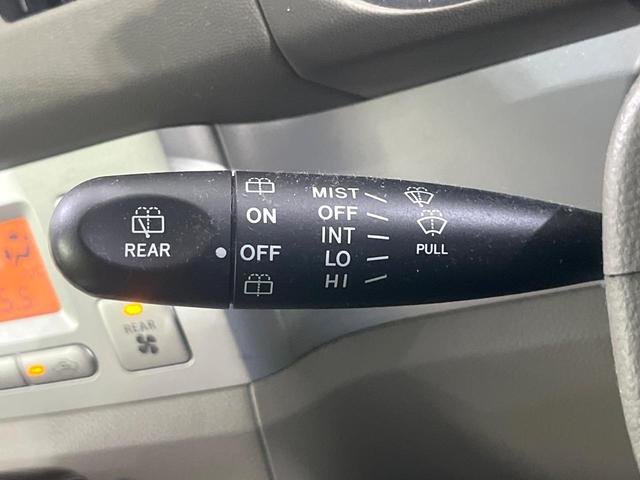 REAR
ON
OFF
MIST
OFF
INT
LO
HI
PULL
REAR